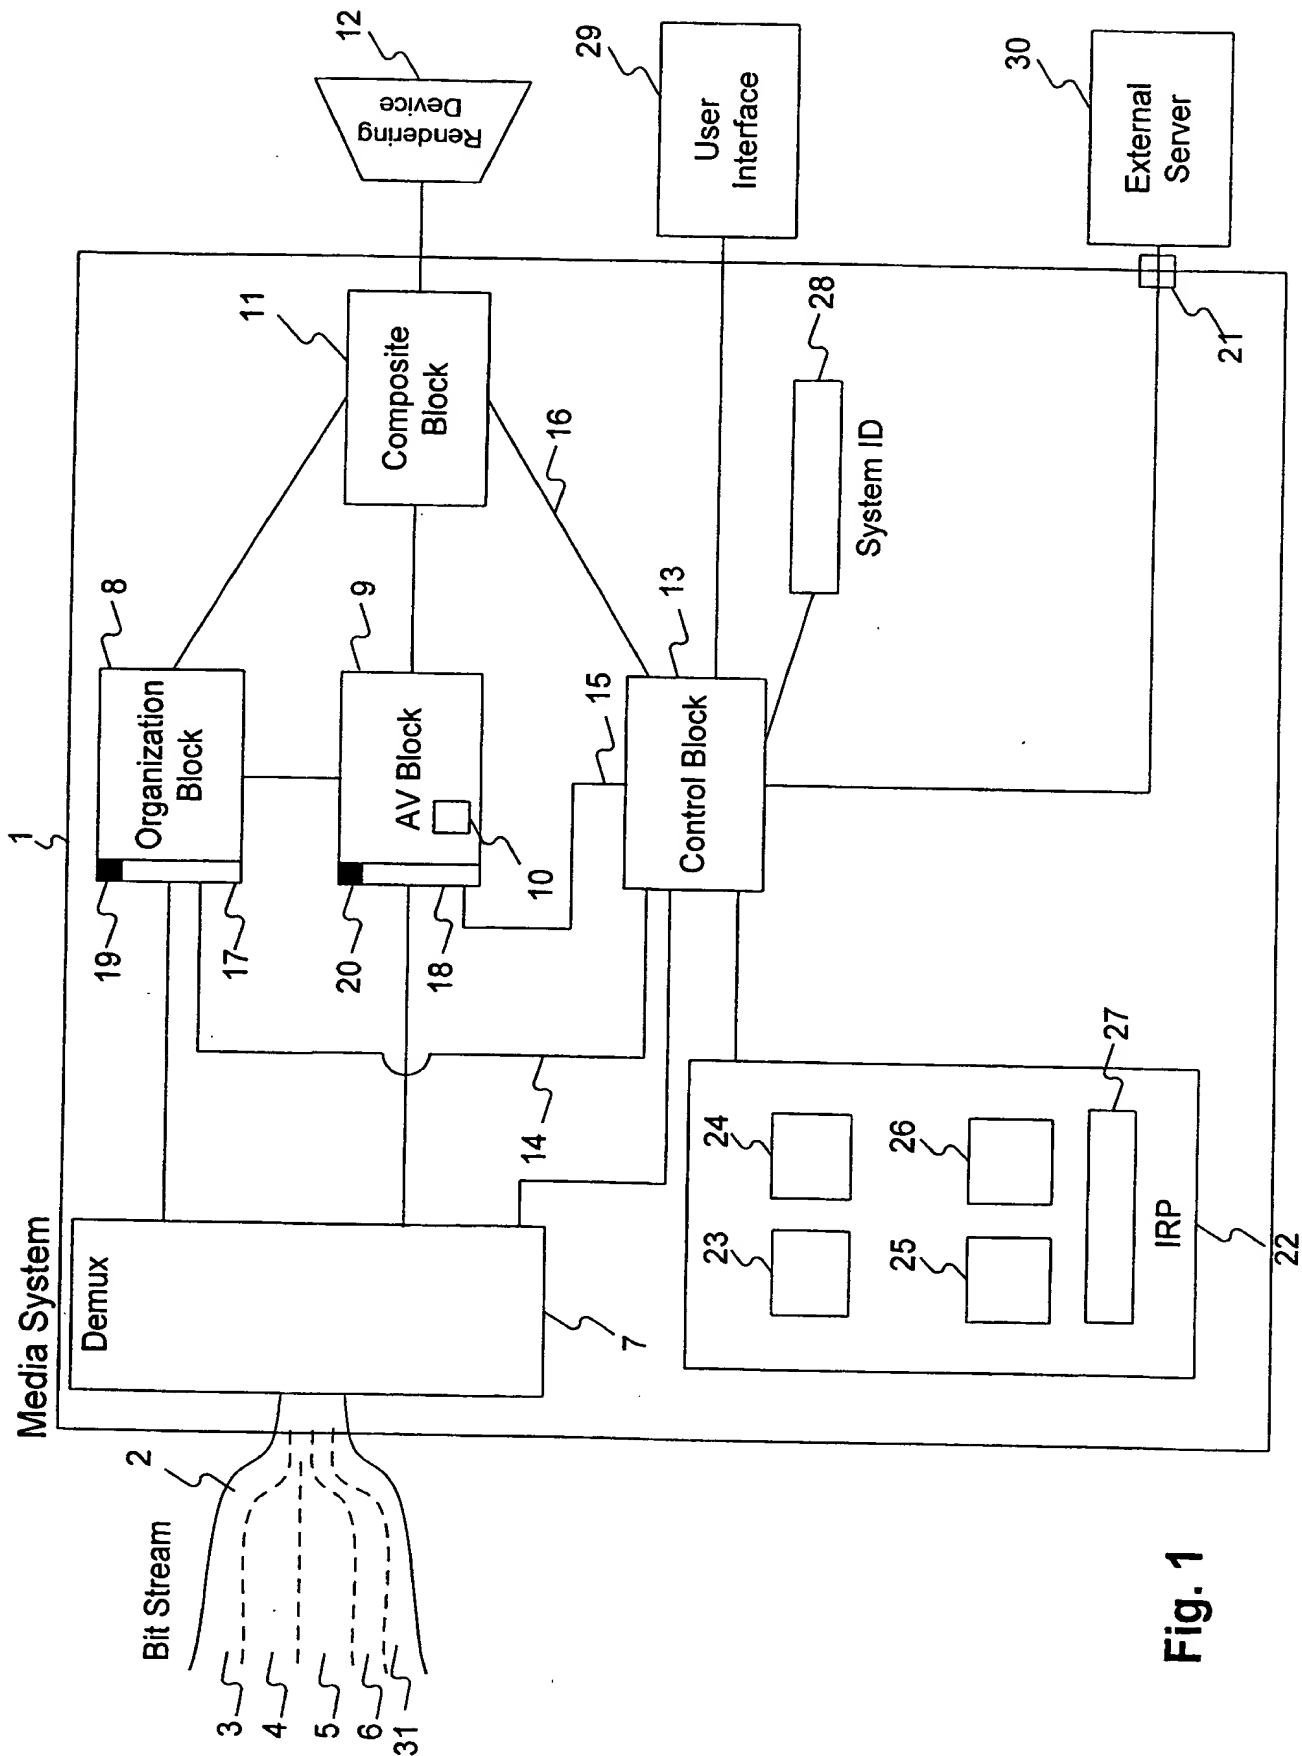 Media System
1
Bit Stream
2
3
4
5
6
31
Demux
7
19
17
Organization
Block
8
20
18
AV Block
9
10
14
15
16
Composite
Block
11
Rendering
Device
12
Control Block
13
User
Interface
29
External
Server
30
21
28
System ID
23
24
25
26
27
IRP
22
Fig. 1